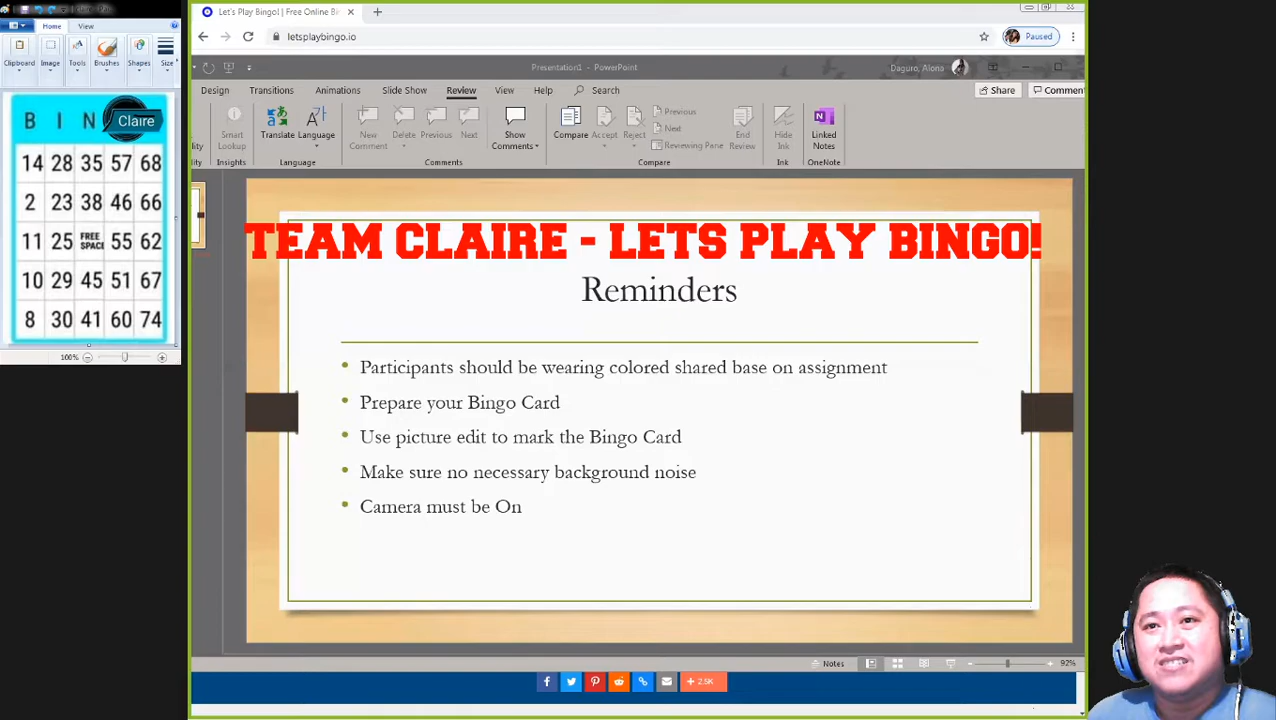 Home View
Clipboard Image Tools Brushes Shapes Size
B I N Claire
14 28 35 57 68
2 23 38 46 66
11 25 FREE SPACE 55 62
10 29 45 51 67
8 30 41 60 74
100%
Let's Play Bingo! | Free Online Bi
letsplaybingo.io
Paused
Presentation1 - PowerPoint
Daguro, Alona
Design Transitions Animations Slide Show Review View Help Search
Share Comment
Smart Lookup
Translate Language
New Comment Delete Previous Next
Show Comments
Compare Accept Reject
Previous
Next
Reviewing Pane
End Review
Hide Ink
Linked Notes
Insights Language Comments Compare Ink OneNote
TEAM CLAIRE - LETS PLAY BINGO!
Reminders
• Participants should be wearing colored shared base on assignment
• Prepare your Bingo Card
• Use picture edit to mark the Bingo Card
• Make sure no necessary background noise
• Camera must be On
Notes
92%
2.5K